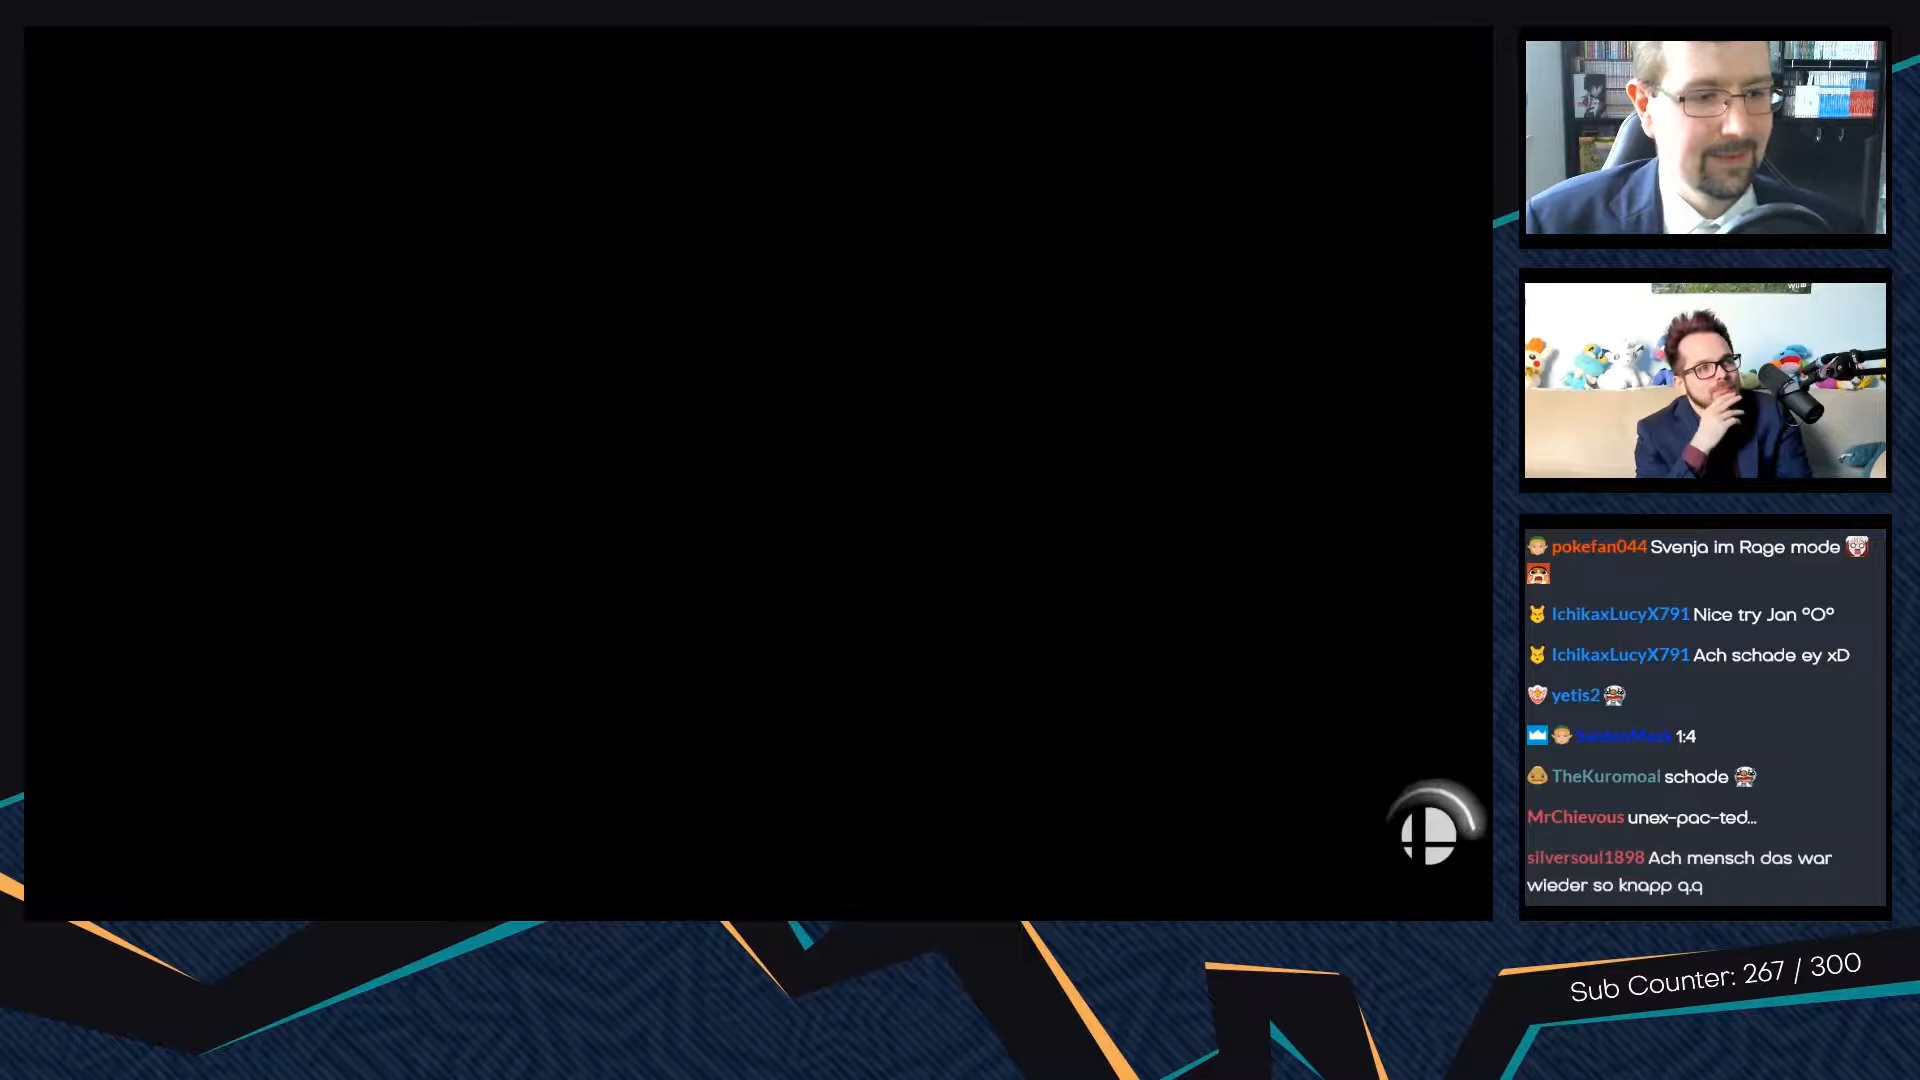 pokefan044 Svenja im Rage mode
IchikaxLucyX791 Nice try Jan °O°
IchikaxLucyX791 Ach schade ey xD
yetis2
1:4
TheKuromoal schade
MrChievous unex-pac-ted...
silversoul1898 Ach mensch das war
wieder so knapp q.q
Sub Counter: 267 / 300